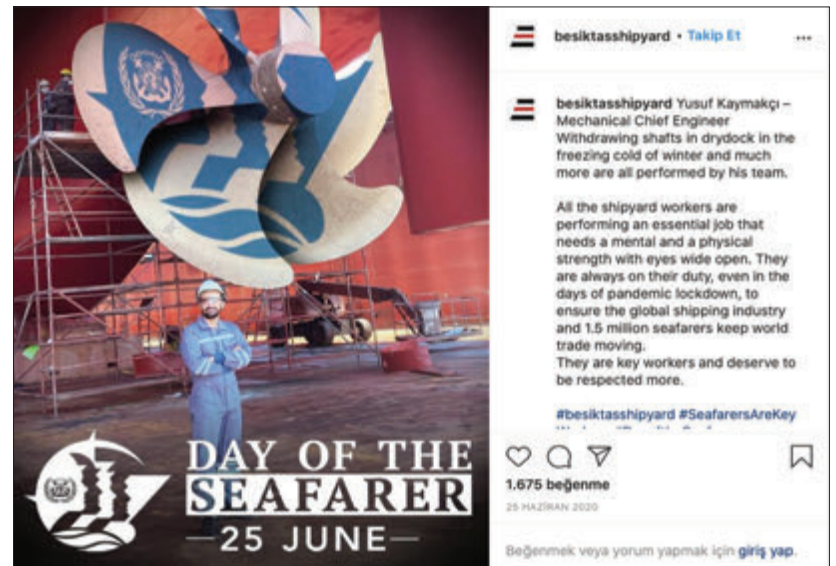 besiktasshipyard • Takip Et
besiktasshipyard Yusuf Kaymakçı –
Mechanical Chief Engineer
Withdrawing shafts in drydock in the
freezing cold of winter and much
more are all performed by his team.
All the shipyard workers are
performing an essential job that
needs a mental and a physical
strength with eyes wide open. They
are always on their duty, even in the
days of pandemic lockdown, to
ensure the global shipping industry
and 1.5 million seafarers keep world
trade moving.
They are key workers and deserve to
be respected more.
#besiktasshipyard #SeafarersAreKey
DAY OF THE
SEAFARER
—25 JUNE—
1.675 beğenme
25 HAZİRAN 2020
Beğenmek veya yorum yapmak için giriş yap.